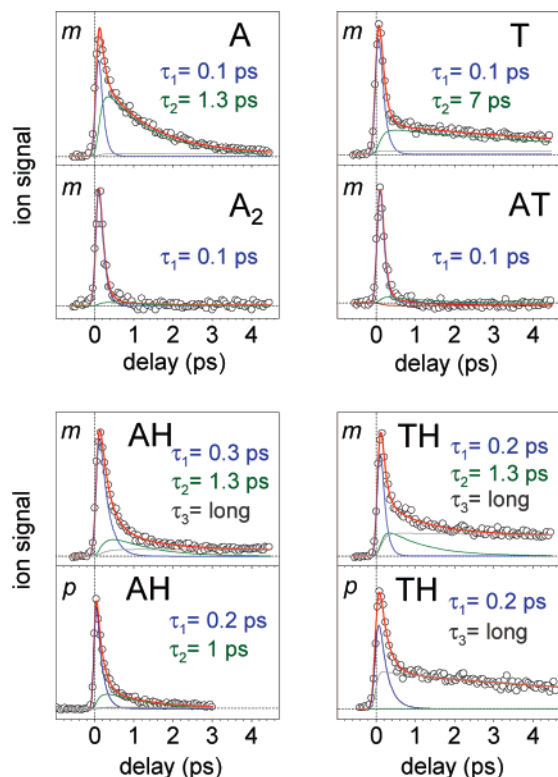 m A
τ₁= 0.1 ps
τ₂= 1.3 ps
m A₂
τ₁= 0.1 ps
ion signal
0 1 2 3 4
delay (ps)
m T
τ₁= 0.1 ps
τ₂= 7 ps
m AT
τ₁= 0.1 ps
ion signal
0 1 2 3 4
delay (ps)
m AH
τ₁= 0.3 ps
τ₂= 1.3 ps
τ₃= long
p AH
τ₁= 0.2 ps
τ₂= 1 ps
ion signal
0 1 2 3 4
delay (ps)
m TH
τ₁= 0.2 ps
τ₂= 1.3 ps
τ₃= long
p TH
τ₁= 0.2 ps
τ₃= long
0 1 2 3 4
delay (ps)